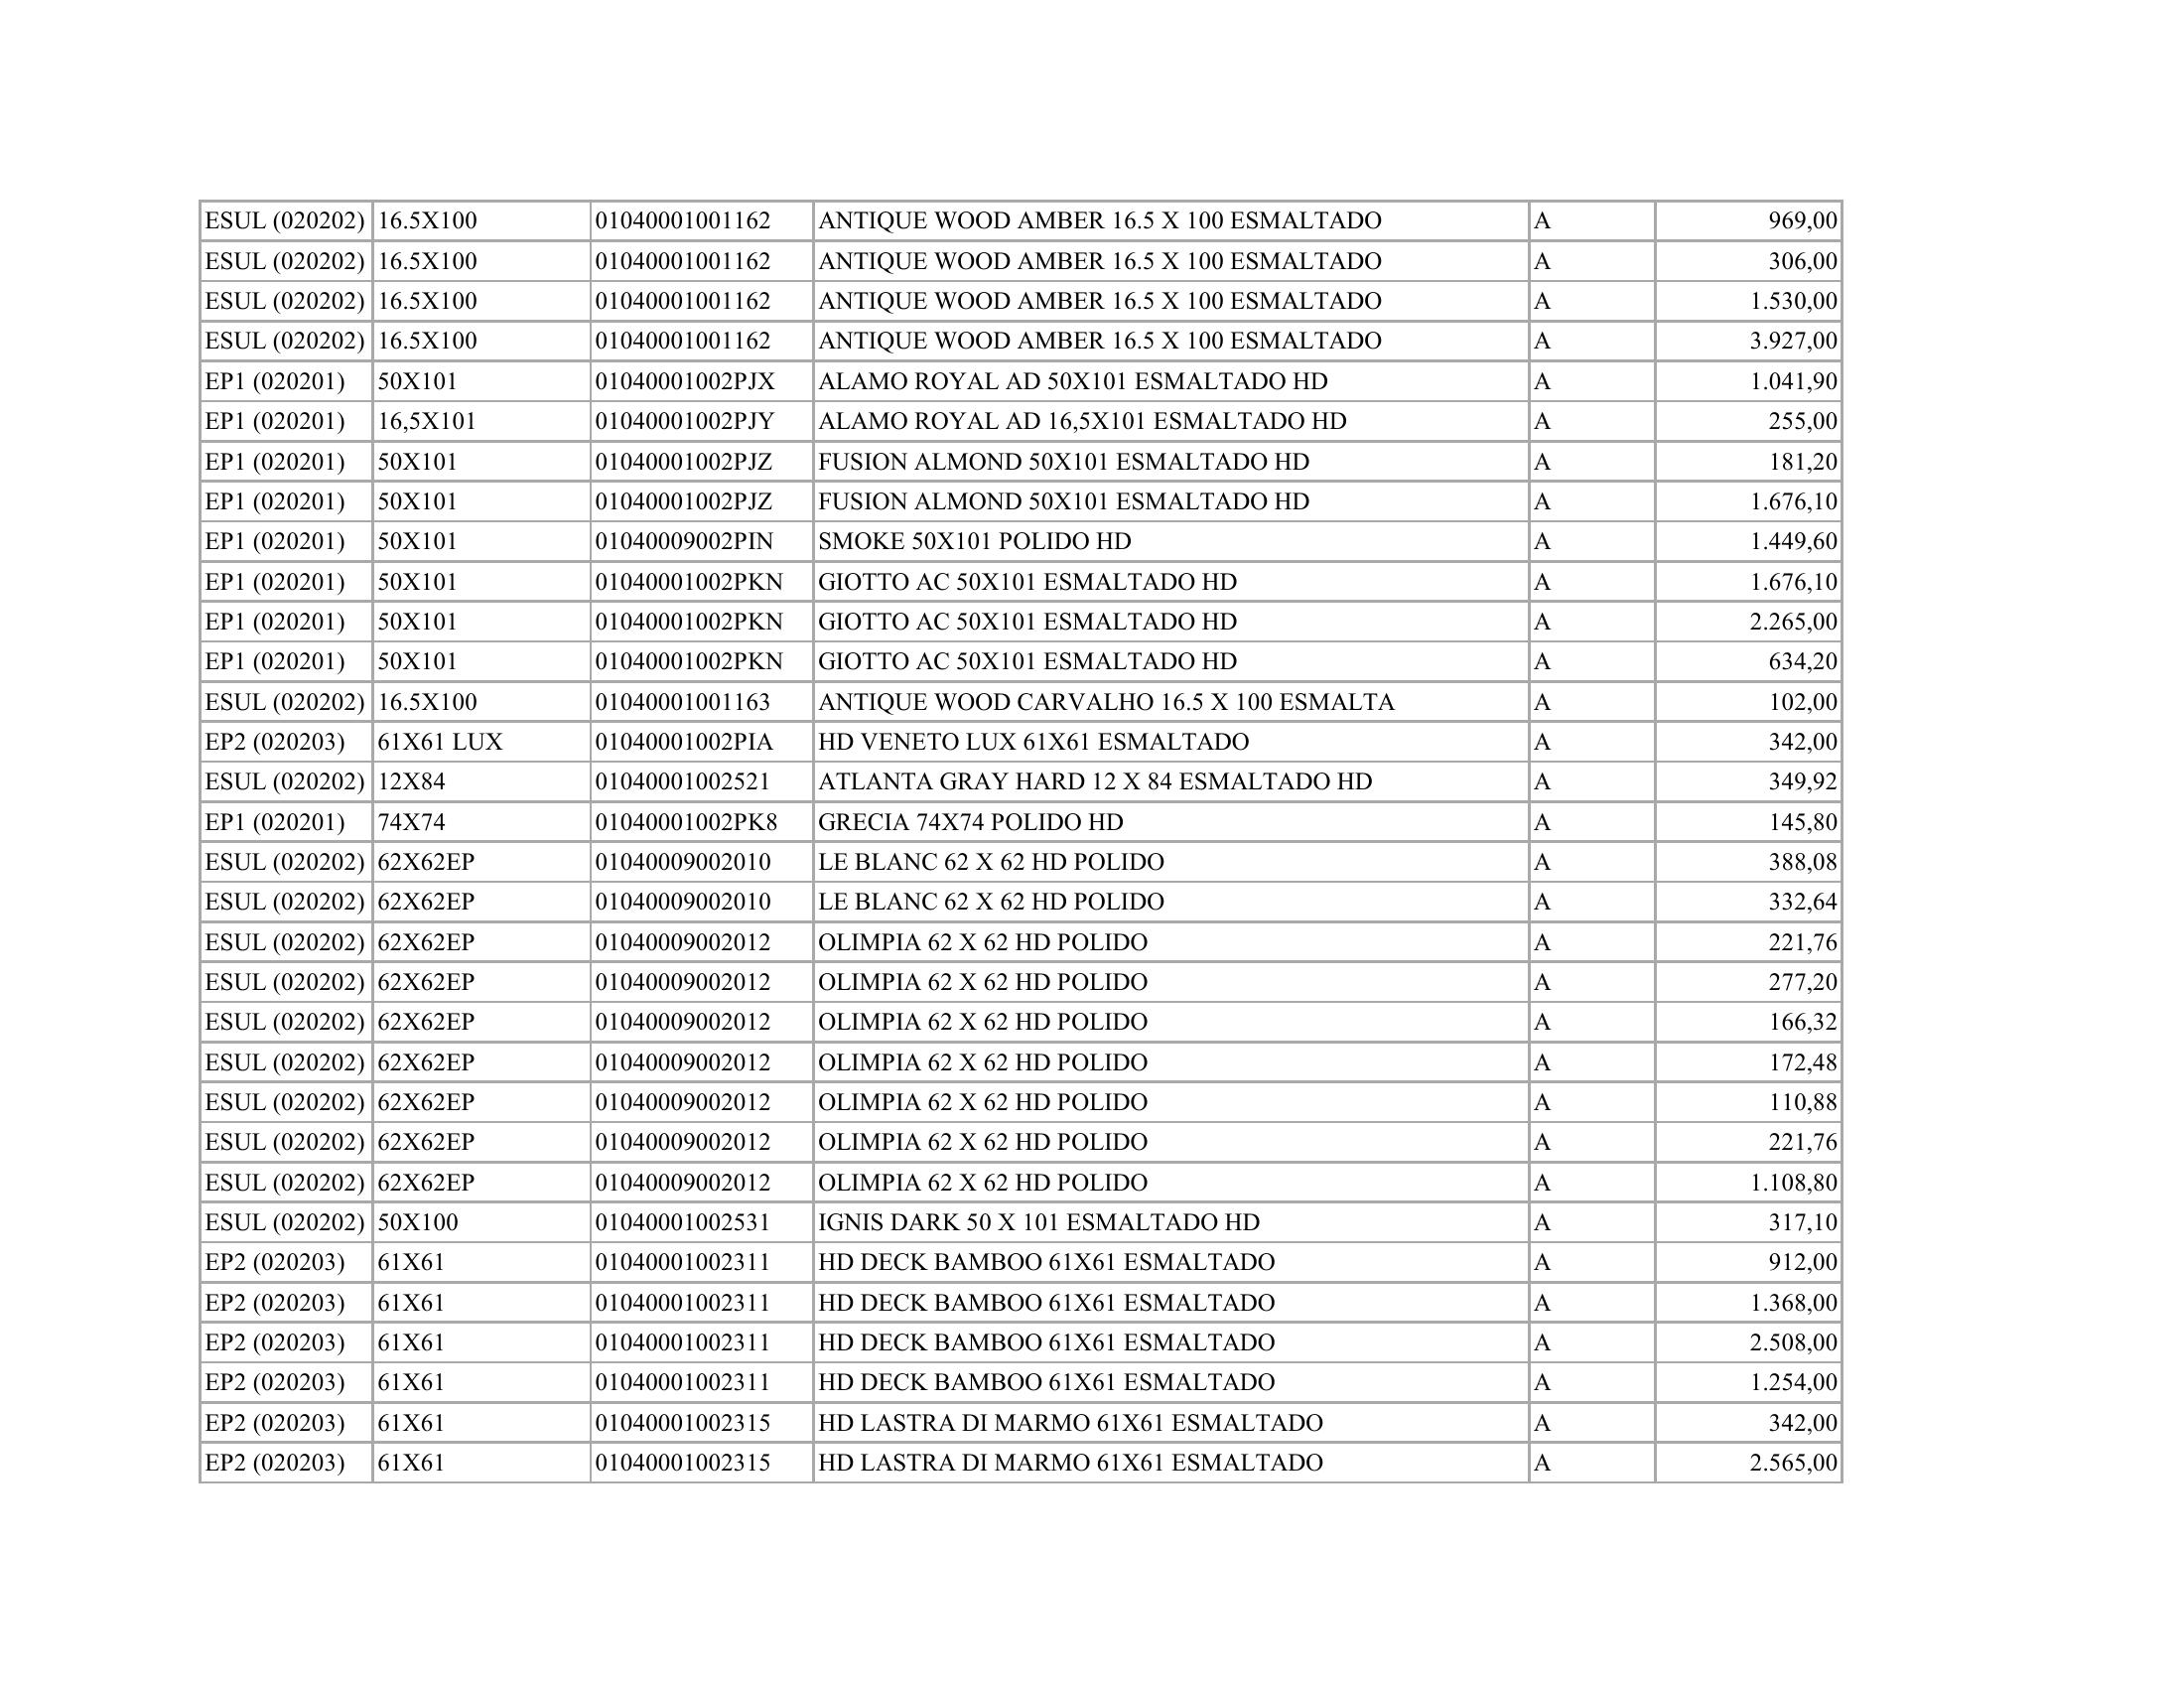 ESUL (020202) 16.5X100 01040001001162 ANTIQUE WOOD AMBER 16.5 X 100 ESMALTADO A 969,00
ESUL (020202) 16.5X100 01040001001162 ANTIQUE WOOD AMBER 16.5 X 100 ESMALTADO A 306,00
ESUL (020202) 16.5X100 01040001001162 ANTIQUE WOOD AMBER 16.5 X 100 ESMALTADO A 1.530,00
ESUL (020202) 16.5X100 01040001001162 ANTIQUE WOOD AMBER 16.5 X 100 ESMALTADO A 3.927,00
EP1 (020201) 50X101 01040001002PJX ALAMO ROYAL AD 50X101 ESMALTADO HD A 1.041,90
EP1 (020201) 16,5X101 01040001002PJY ALAMO ROYAL AD 16,5X101 ESMALTADO HD A 255,00
EP1 (020201) 50X101 01040001002PJZ FUSION ALMOND 50X101 ESMALTADO HD A 181,20
EP1 (020201) 50X101 01040001002PJZ FUSION ALMOND 50X101 ESMALTADO HD A 1.676,10
EP1 (020201) 50X101 01040009002PIN SMOKE 50X101 POLIDO HD A 1.449,60
EP1 (020201) 50X101 01040001002PKN GIOTTO AC 50X101 ESMALTADO HD A 1.676,10
EP1 (020201) 50X101 01040001002PKN GIOTTO AC 50X101 ESMALTADO HD A 2.265,00
EP1 (020201) 50X101 01040001002PKN GIOTTO AC 50X101 ESMALTADO HD A 634,20
ESUL (020202) 16.5X100 01040001001163 ANTIQUE WOOD CARVALHO 16.5 X 100 ESMALTA A 102,00
EP2 (020203) 61X61 LUX 01040001002PIA HD VENETO LUX 61X61 ESMALTADO A 342,00
ESUL (020202) 12X84 01040001002521 ATLANTA GRAY HARD 12 X 84 ESMALTADO HD A 349,92
EP1 (020201) 74X74 01040001002PK8 GRECIA 74X74 POLIDO HD A 145,80
ESUL (020202) 62X62EP 01040009002010 LE BLANC 62 X 62 HD POLIDO A 388,08
ESUL (020202) 62X62EP 01040009002010 LE BLANC 62 X 62 HD POLIDO A 332,64
ESUL (020202) 62X62EP 01040009002012 OLIMPIA 62 X 62 HD POLIDO A 221,76
ESUL (020202) 62X62EP 01040009002012 OLIMPIA 62 X 62 HD POLIDO A 277,20
ESUL (020202) 62X62EP 01040009002012 OLIMPIA 62 X 62 HD POLIDO A 166,32
ESUL (020202) 62X62EP 01040009002012 OLIMPIA 62 X 62 HD POLIDO A 172,48
ESUL (020202) 62X62EP 01040009002012 OLIMPIA 62 X 62 HD POLIDO A 110,88
ESUL (020202) 62X62EP 01040009002012 OLIMPIA 62 X 62 HD POLIDO A 221,76
ESUL (020202) 62X62EP 01040009002012 OLIMPIA 62 X 62 HD POLIDO A 1.108,80
ESUL (020202) 50X100 01040001002531 IGNIS DARK 50 X 101 ESMALTADO HD A 317,10
EP2 (020203) 61X61 01040001002311 HD DECK BAMBOO 61X61 ESMALTADO A 912,00
EP2 (020203) 61X61 01040001002311 HD DECK BAMBOO 61X61 ESMALTADO A 1.368,00
EP2 (020203) 61X61 01040001002311 HD DECK BAMBOO 61X61 ESMALTADO A 2.508,00
EP2 (020203) 61X61 01040001002311 HD DECK BAMBOO 61X61 ESMALTADO A 1.254,00
EP2 (020203) 61X61 01040001002315 HD LASTRA DI MARMO 61X61 ESMALTADO A 342,00
EP2 (020203) 61X61 01040001002315 HD LASTRA DI MARMO 61X61 ESMALTADO A 2.565,00